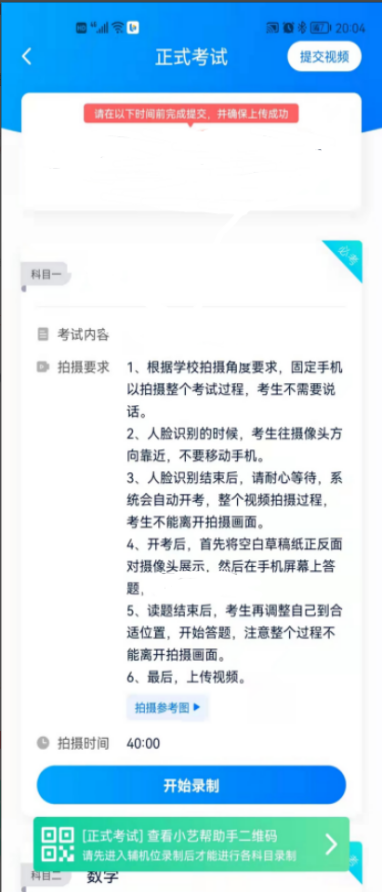 20:04
正式考试
提交视频
请在以下时间前完成提交，并确保上传成功
必考
科目一
考试内容
拍摄要求
1、根据学校拍摄角度要求，固定手机
以拍摄整个考试过程，考生不需要说
话。
2、人脸识别的时候，考生往摄像头方
向靠近，不要移动手机。
3、人脸识别结束后，请耐心等待，系
统会自动开考，整个视频拍摄过程，
考生不能离开拍摄画面。
4、开考后，首先将空白草稿纸正反面
对摄像头展示，然后在手机屏幕上答
题，
5、读题结束后，考生再调整自己到合
适位置，开始答题，注意整个过程不
能离开拍摄画面。
6、最后，上传视频。
拍摄参考图
拍摄时间 40:00
开始录制
[正式考试] 查看小艺帮助手二维码
请先进入辅机位录制后才能进行各科目录制
科目二 数学